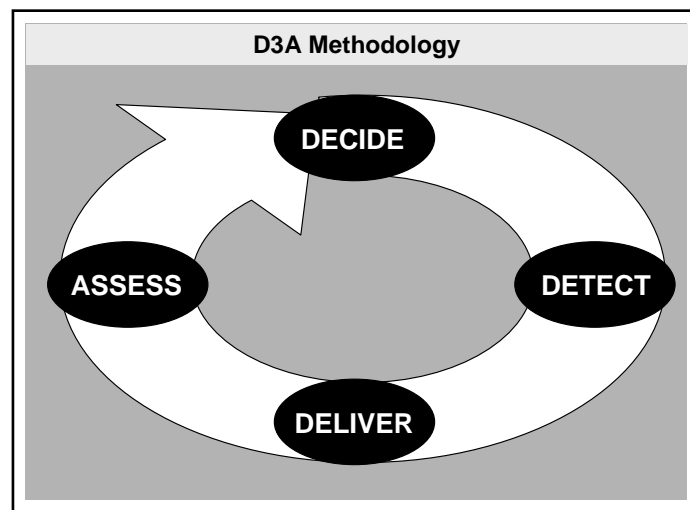 D3A Methodology
DECIDE
ASSESS
DETECT
DELIVER